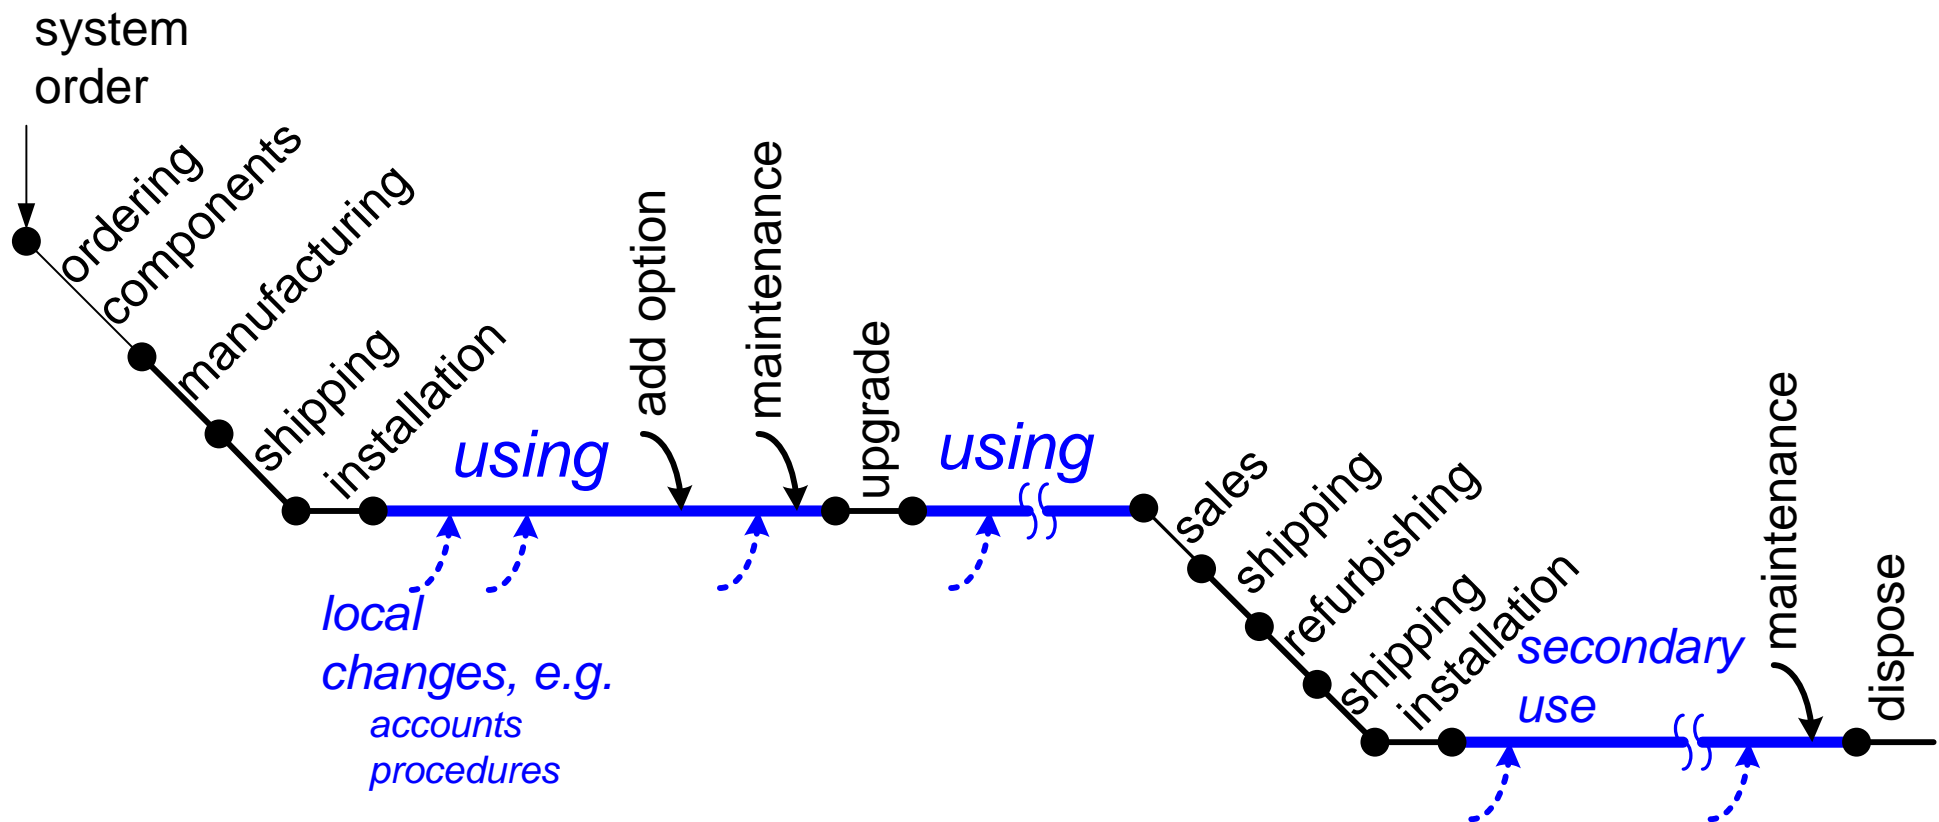 system
order
ordering
components
manufacturing
shipping
installation
using
add option
maintenance
upgrade
using
local
changes, e.g.
accounts
procedures
sales
shipping
refurbishing
shipping
installation
secondary
use
maintenance
dispose